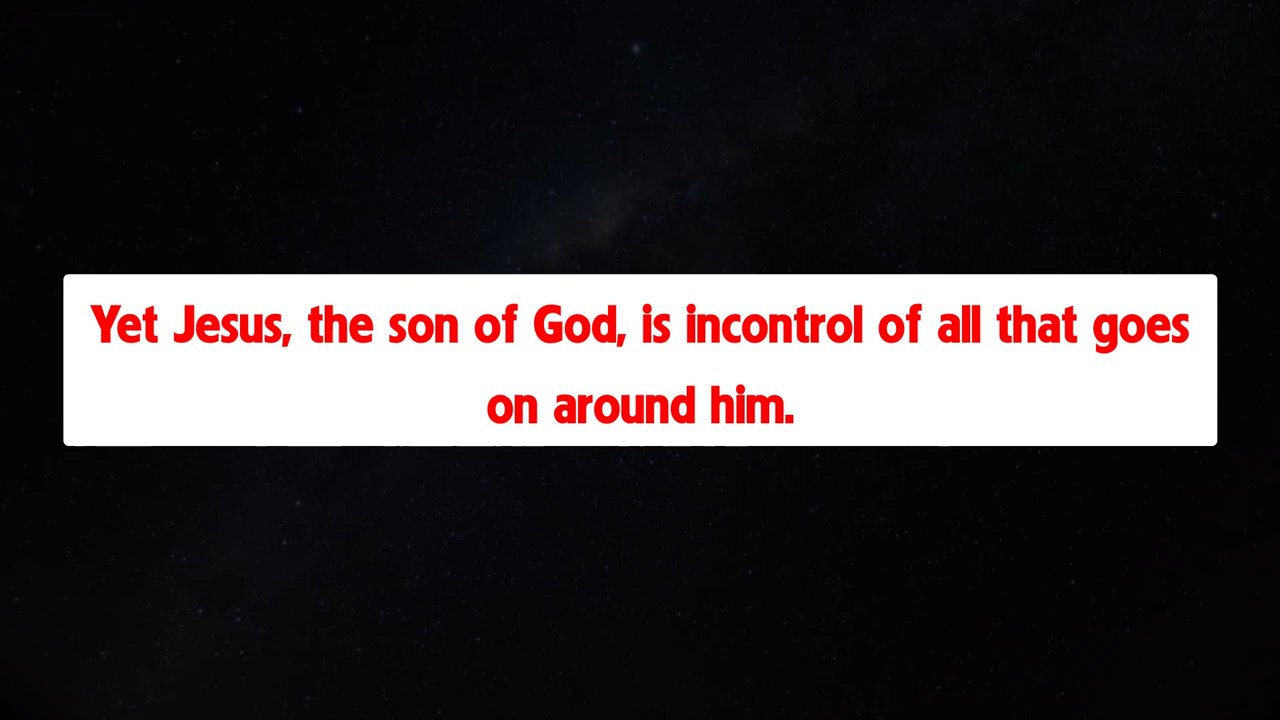 Yet Jesus, the son of God, is incontrol of all that goes
on around him.